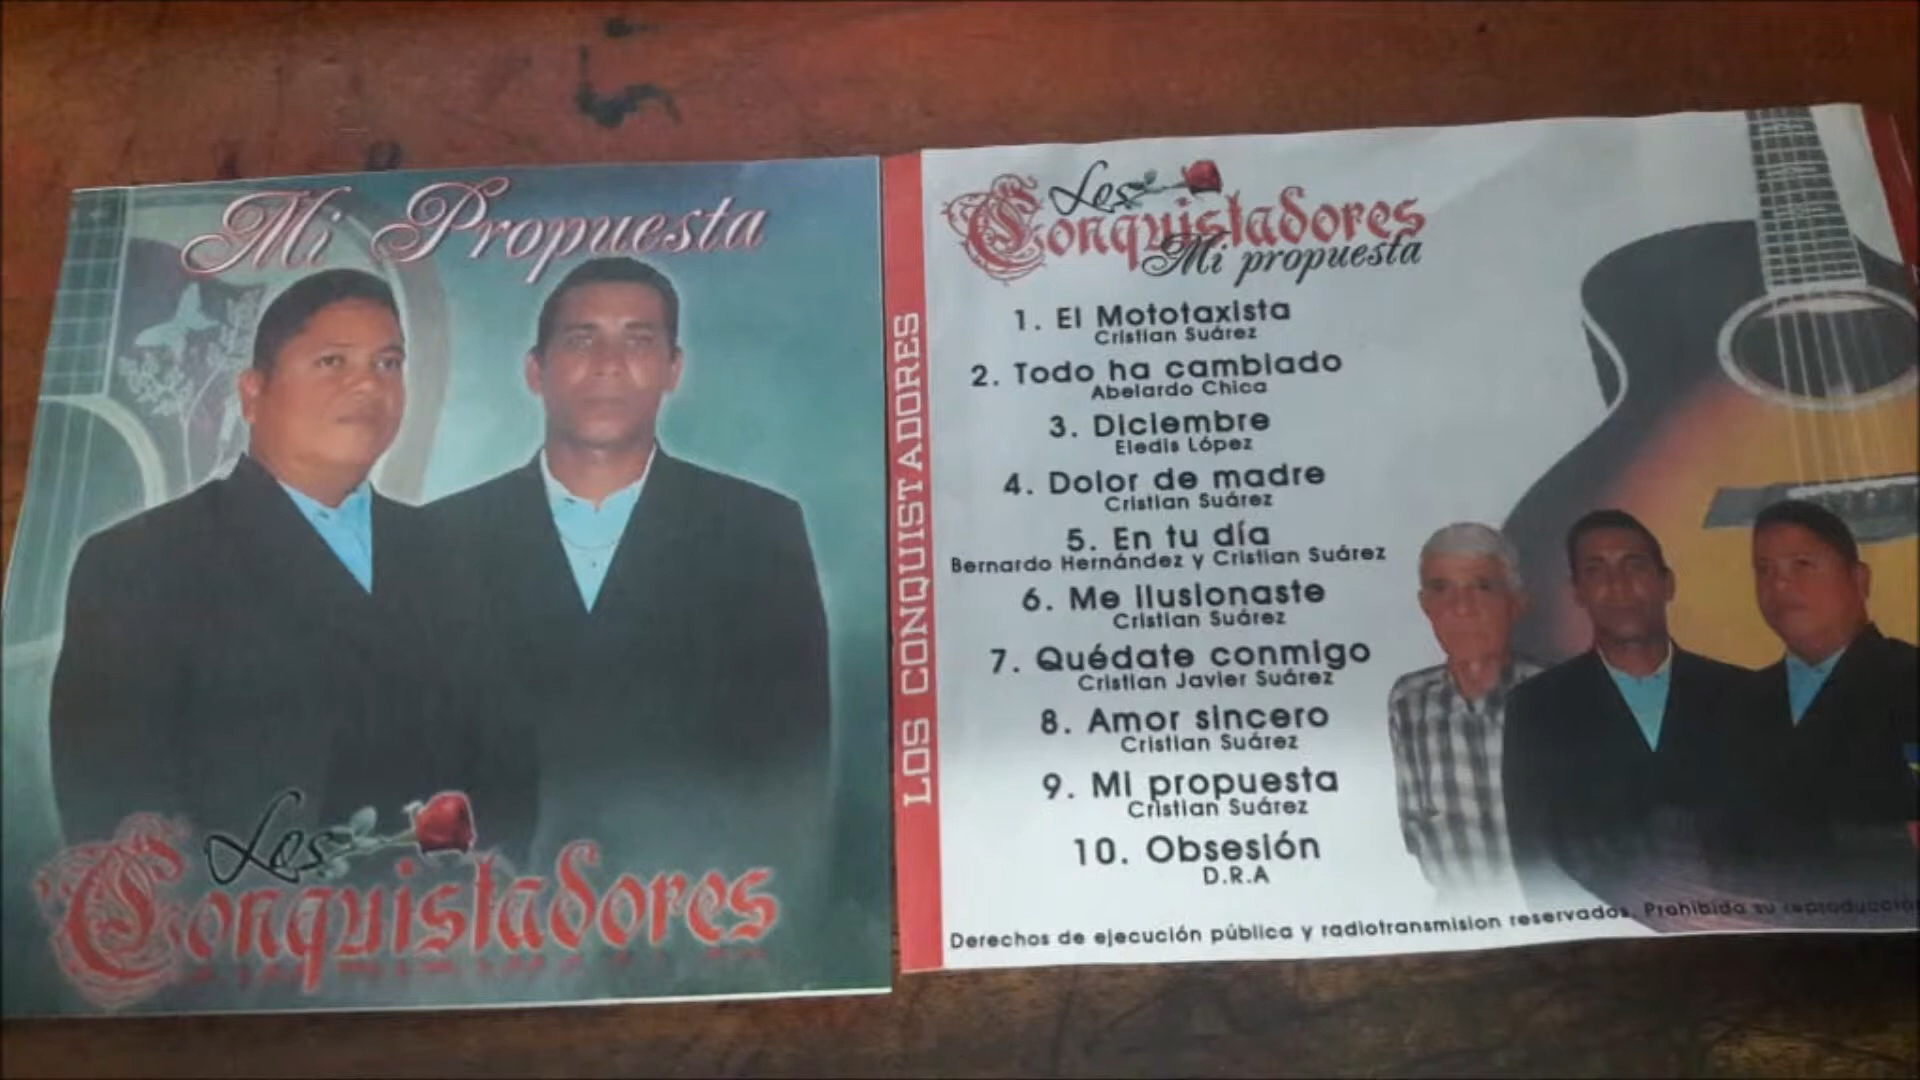 Mi Propuesta
Los
Conquistadores
LOS CONQUISTADORES
Los
Conquistadores
Mi propuesta
1. El Mototaxista
Cristian Suárez
2. Todo ha cambiado
Abelardo Chica
3. Diciembre
Eledis López
4. Dolor de madre
Cristian Suárez
5. En tu día
Bernardo Hernández y Cristian Suárez
6. Me ilusionaste
Cristian Suárez
7. Quédate conmigo
Cristian Javier Suárez
8. Amor sincero
Cristian Suárez
9. Mi propuesta
Cristian Suárez
10. Obsesión
D.R.A
Derechos de ejecución pública y radiotransmision reservados. Prohibida su reproducción